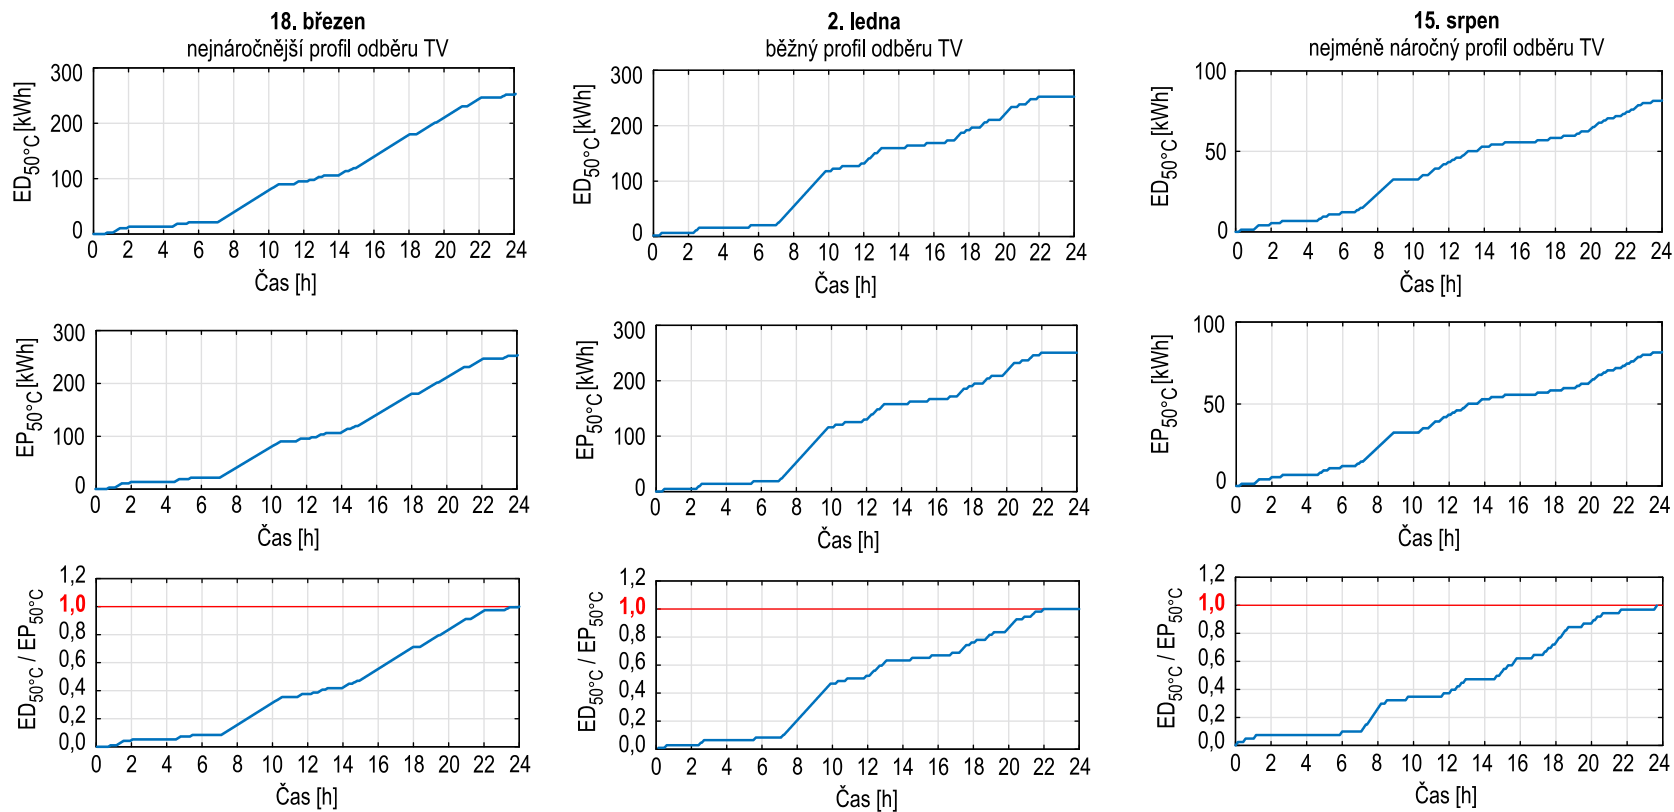 18. březen
nejnáročnější profil odběru TV
ED50°C [kWh]
300
200
100
0
0 2 4 6 8 10 12 14 16 18 20 22 24
Čas [h]
2. ledna
běžný profil odběru TV
ED50°C [kWh]
300
200
100
0
0 2 4 6 8 10 12 14 16 18 20 22 24
Čas [h]
15. srpen
nejméně náročný profil odběru TV
ED50°C [kWh]
100
50
0
0 2 4 6 8 10 12 14 16 18 20 22 24
Čas [h]
EP50°C [kWh]
300
200
100
0
0 2 4 6 8 10 12 14 16 18 20 22 24
Čas [h]
EP50°C [kWh]
300
200
100
0
0 2 4 6 8 10 12 14 16 18 20 22 24
Čas [h]
EP50°C [kWh]
100
50
0
0 2 4 6 8 10 12 14 16 18 20 22 24
Čas [h]
ED50°C / EP50°C
1,2
1,0
0,8
0,6
0,4
0,2
0,0
0 2 4 6 8 10 12 14 16 18 20 22 24
Čas [h]
ED50°C / EP50°C
1,2
1,0
0,8
0,6
0,4
0,2
0,0
0 2 4 6 8 10 12 14 16 18 20 22 24
Čas [h]
ED50°C / EP50°C
1,2
1,0
0,8
0,6
0,4
0,2
0,0
0 2 4 6 8 10 12 14 16 18 20 22 24
Čas [h]